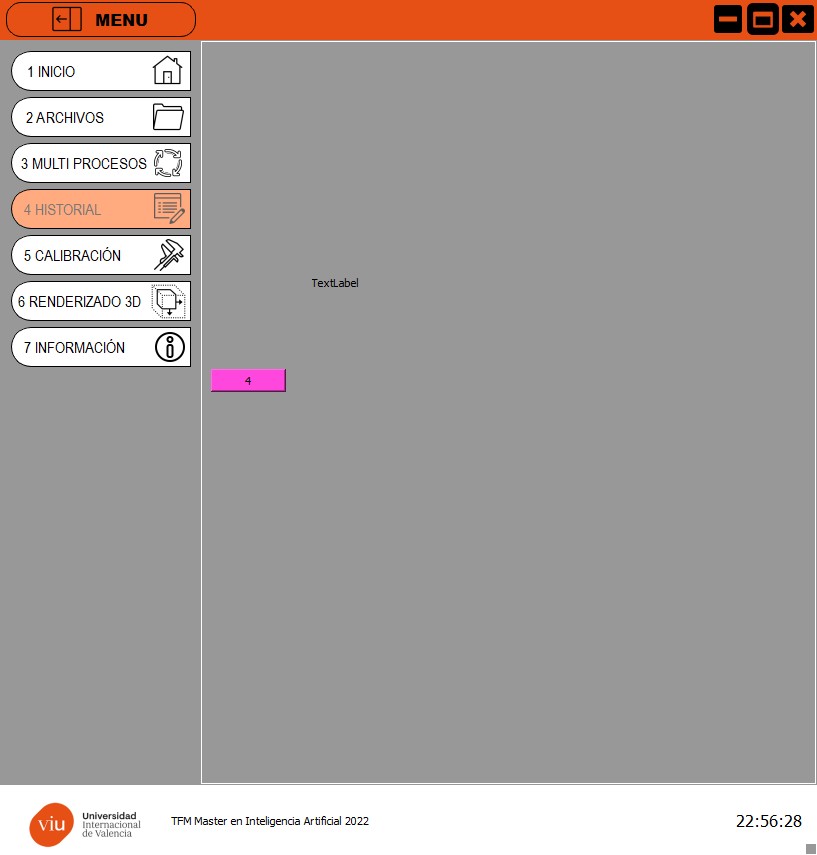 MENU
1 INICIO
2 ARCHIVOS
3 MULTI PROCESOS
4 HISTORIAL
5 CALIBRACIÓN
6 RENDERIZADO 3D
7 INFORMACIÓN
TextLabel
4
viu
Universidad
Internacional
de Valencia
TFM Master en Inteligencia Artificial 2022
22:56:28